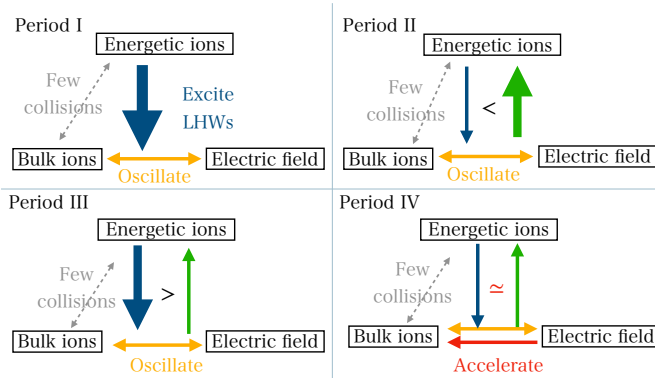 Period I
Energetic ions
Few
collisions
Excite
LHWs
Bulk ions
Electric field
Oscillate
Period II
Energetic ions
Few
collisions
<
Bulk ions
Electric field
Oscillate
Period III
Energetic ions
Few
collisions
>
Bulk ions
Electric field
Oscillate
Period IV
Energetic ions
Few
collisions
≃
Bulk ions
Electric field
Accelerate